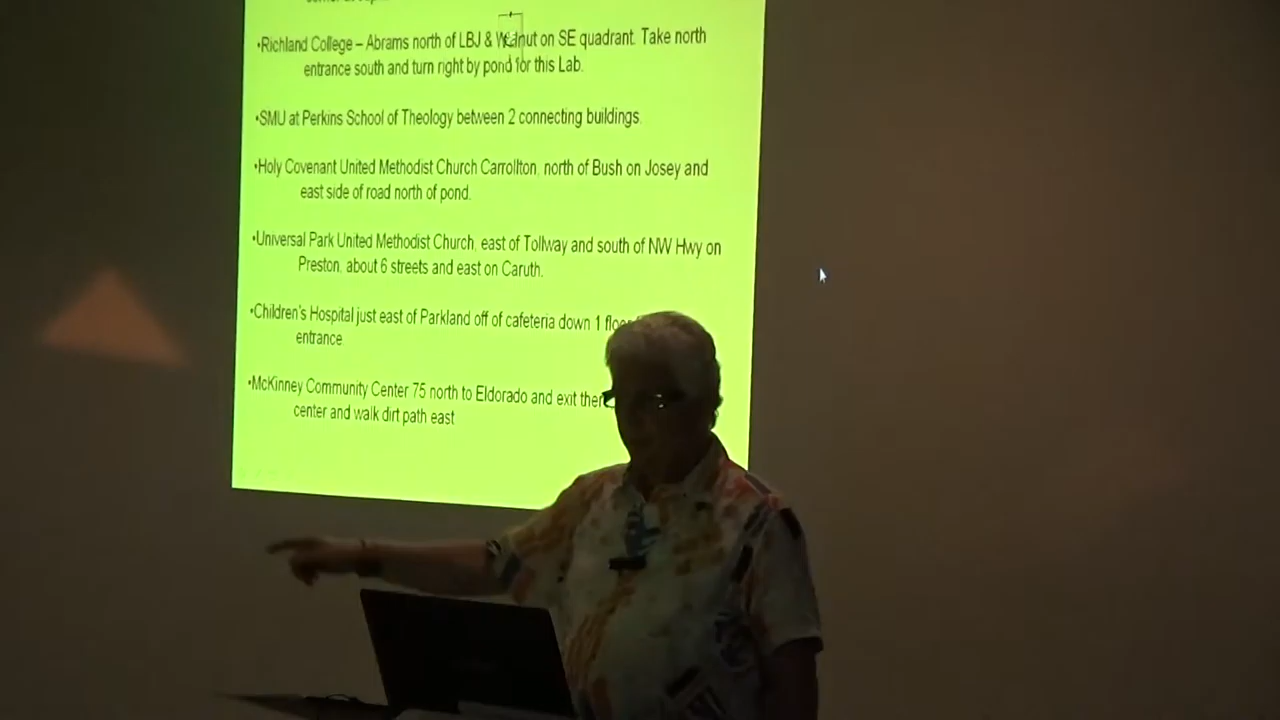 •Richland College – Abrams north of LBJ & Walnut on SE quadrant. Take north
entrance south and turn right by pond for this Lab.
•SMU at Perkins School of Theology between 2 connecting buildings.
•Holy Covenant United Methodist Church Carrollton, north of Bush on Josey and
east side of road north of pond.
•Universal Park United Methodist Church, east of Tollway and south of NW Hwy on
Preston, about 6 streets and east on Caruth.
•Children's Hospital just east of Parkland off of cafeteria down 1
entrance.
•McKinney Community Center 75 north to Eldorado and exit
center and walk dirt path east